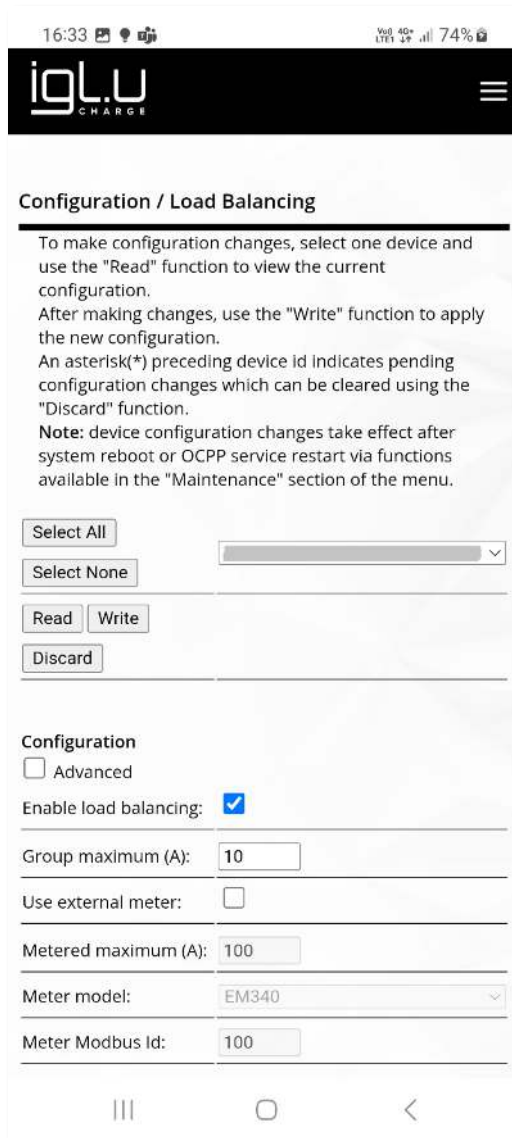 16:33
Vo) 4G+
LTE1 74%
igL.u
CHARGE
Configuration / Load Balancing
To make configuration changes, select one device and
use the "Read" function to view the current
configuration.
After making changes, use the "Write" function to apply
the new configuration.
An asterisk(*) preceding device id indicates pending
configuration changes which can be cleared using the
"Discard" function.
Note: device configuration changes take effect after
system reboot or OCPP service restart via functions
available in the "Maintenance" section of the menu.
Select All
Select None
Read Write
Discard
Configuration
Advanced
Enable load balancing:
Group maximum (A): 10
Use external meter:
Metered maximum (A): 100
Meter model: EM340
Meter Modbus Id: 100